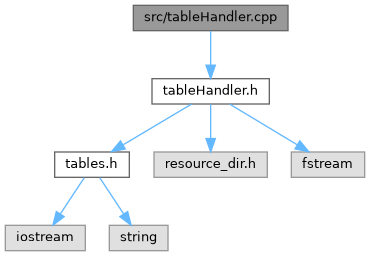 src/tableHandler.cpp
tableHandler.h
tables.h
resource_dir.h
fstream
iostream
string